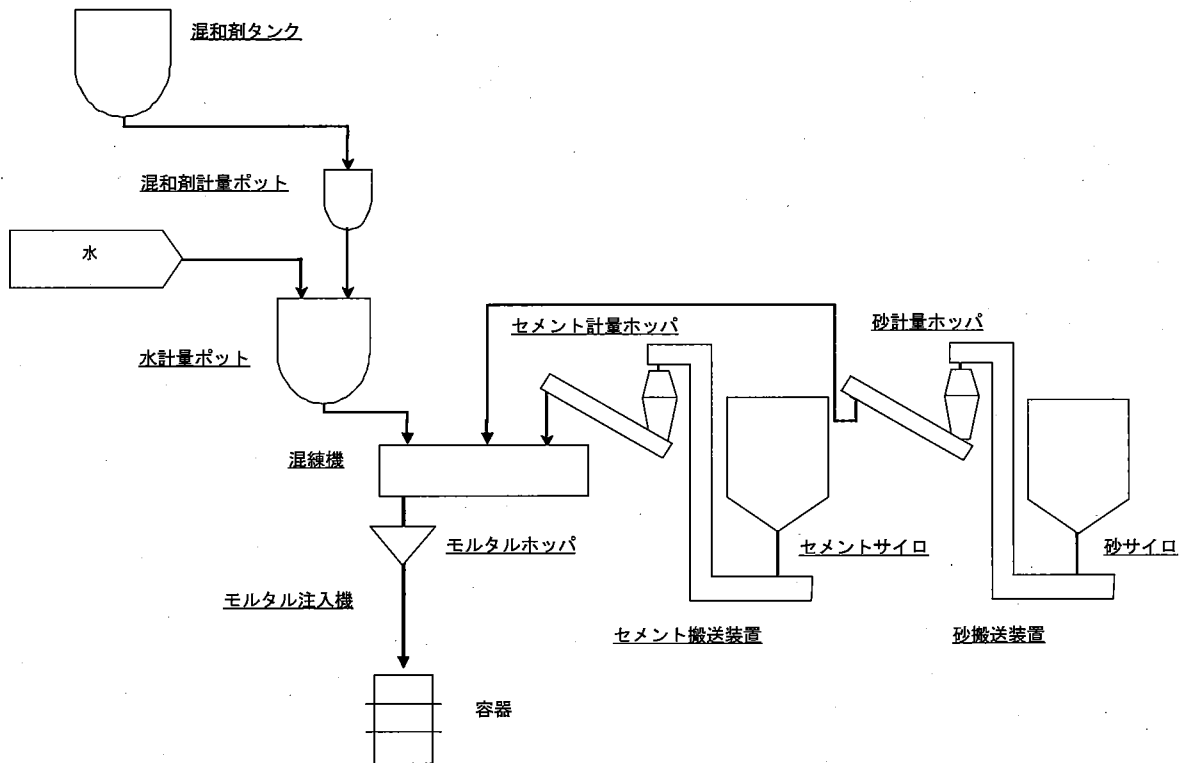 混和剤タンク
混和剤計量ポット
水
セメント計量ホッパ
砂計量ホッパ
水計量ポット
混練機
モルタルホッパ
セメントサイロ
砂サイロ
モルタル注入機
セメント搬送装置
砂搬送装置
容器